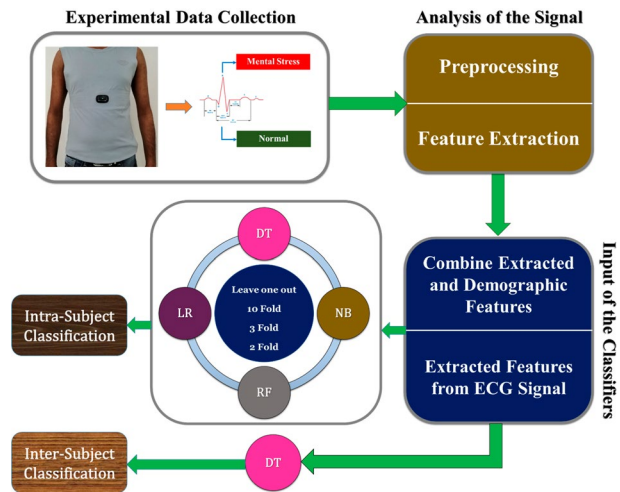 Experimental Data Collection
Analysis of the Signal
Mental Stress
Normal
Preprocessing
Feature Extraction
Input of the Classifiers
Combine Extracted
and Demographic
Features
Extracted Features
from ECG Signal
DT
LR
NB
RF
Leave one out
10 Fold
3 Fold
2 Fold
Intra-Subject
Classification
DT
Inter-Subject
Classification